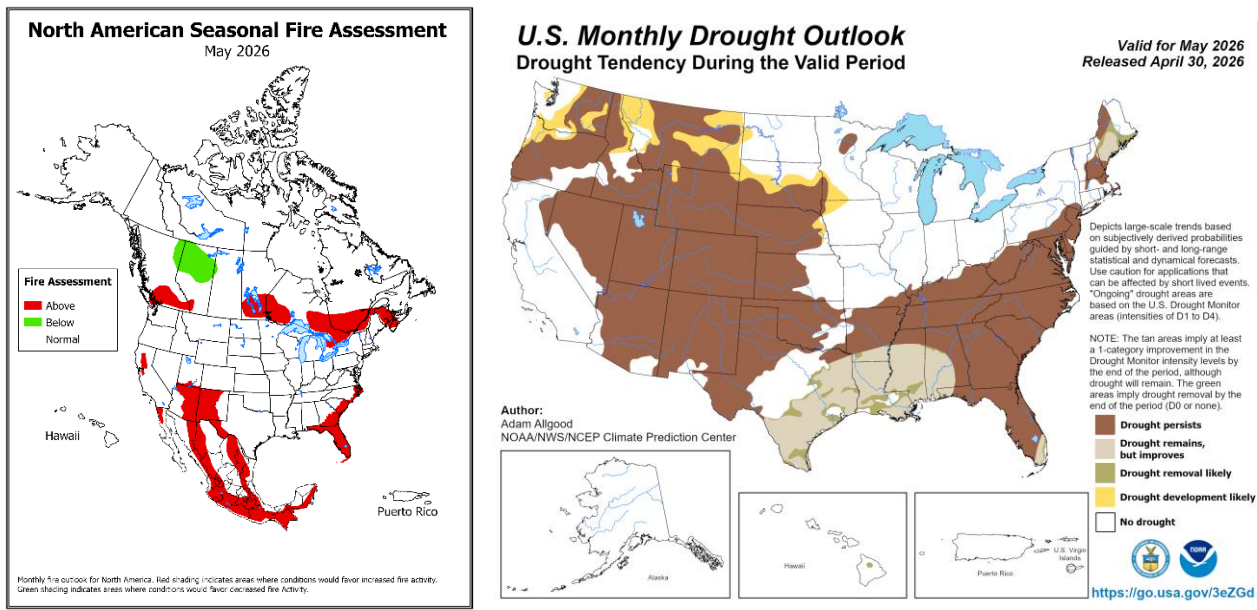 North American Seasonal Fire Assessment
May 2026
Fire Assessment
Above
Below
Normal
Hawaii
Puerto Rico
Monthly fire outlook for North America. Red shading indicates areas where conditions would favor increased fire activity.
Green shading indicates areas where conditions would favor decreased fire Activity.
U.S. Monthly Drought Outlook
Drought Tendency During the Valid Period
Valid for May 2026
Released April 30, 2026
Depicts large-scale trends based
on subjectively derived probabilities
guided by short- and long-range
statistical and dynamical forecasts.
Use caution for applications that
can be affected by short lived events.
"Ongoing" drought areas are
based on the U.S. Drought Monitor
areas (intensities of D1 to D4).
NOTE: The tan areas imply at least
a 1-category improvement in the
Drought Monitor intensity levels by
the end of the period, although
drought will remain. The green
areas imply drought removal by the
end of the period (D0 or none).
Author:
Adam Allgood
NOAA/NWS/NCEP Climate Prediction Center
Drought persists
Drought remains,
but improves
Drought removal likely
Drought development likely
No drought
Alaska
Hawaii
Puerto Rico
U.S. Virgin
Islands
NOAA
https://go.usa.gov/3eZGd